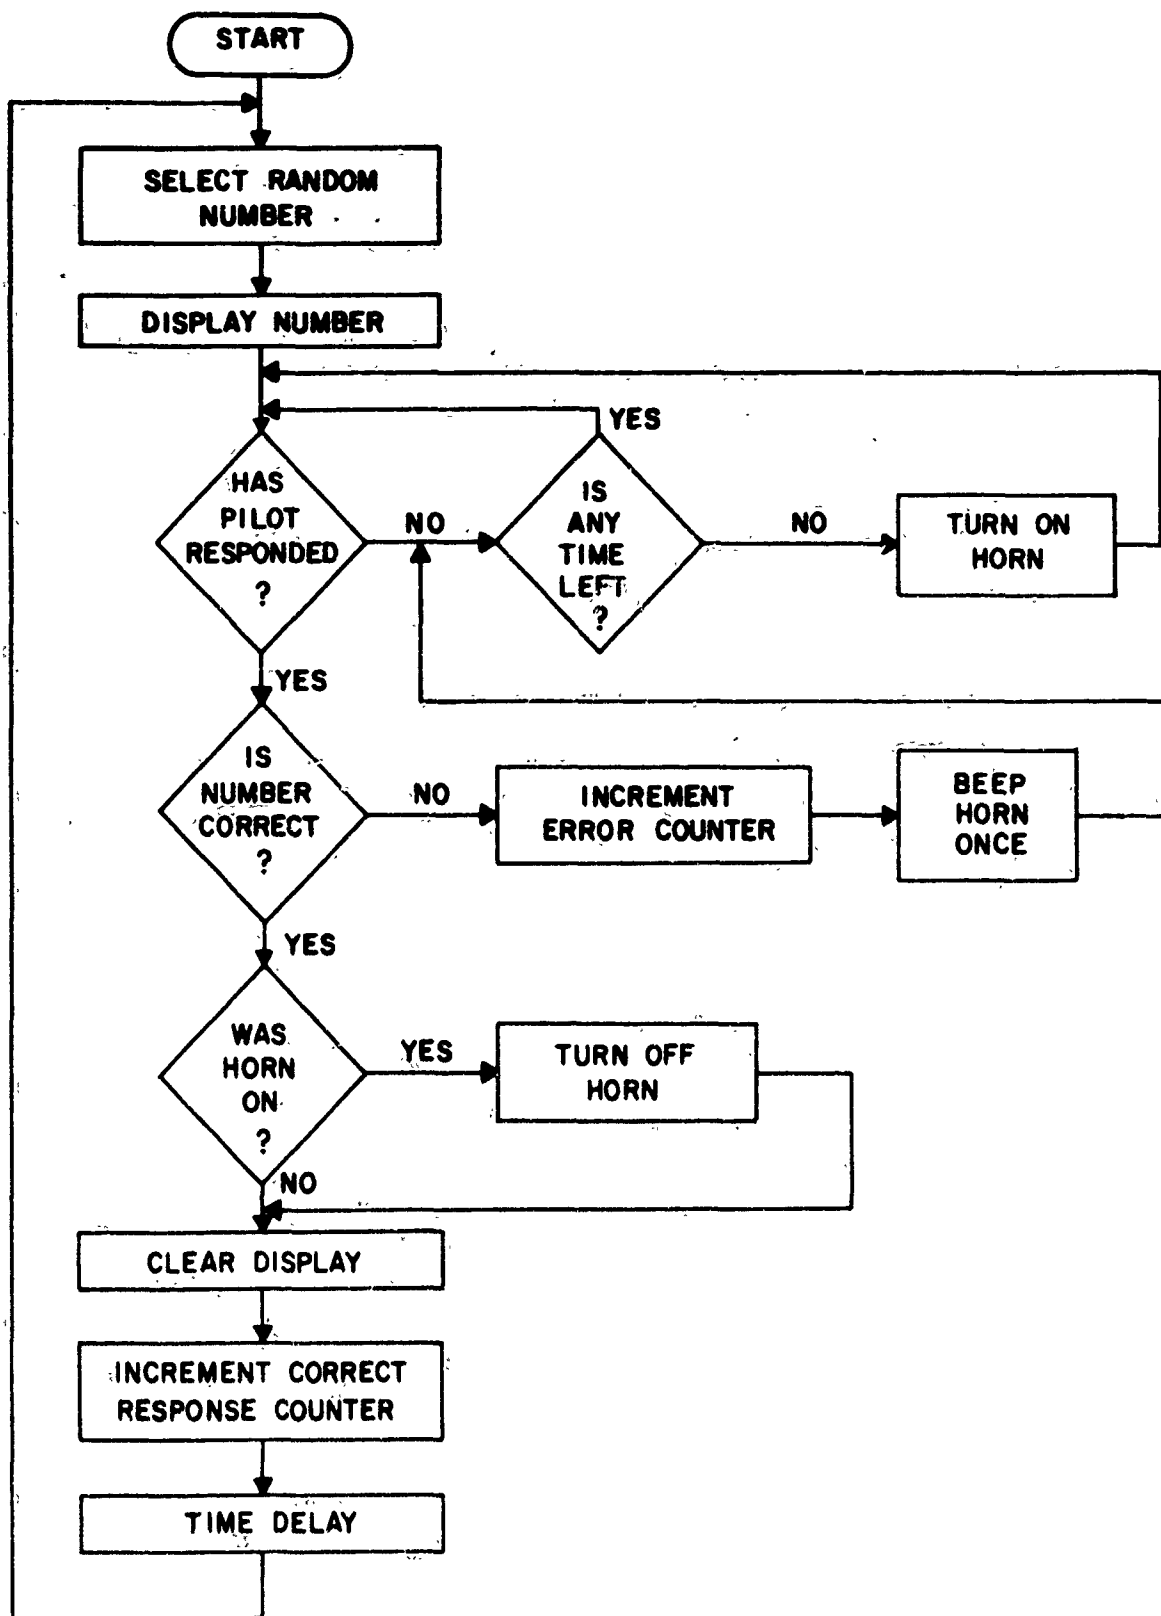 START
SELECT RANDOM
NUMBER
DISPLAY NUMBER
YES
HAS
PILOT
RESPONDED
?
NO
IS
ANY
TIME
LEFT
?
NO
TURN ON
HORN
YES
IS
NUMBER
CORRECT
?
NO
INCREMENT
ERROR COUNTER
BEEP
HORN
ONCE
YES
WAS
HORN
ON
?
YES
TURN OFF
HORN
NO
CLEAR DISPLAY
INCREMENT CORRECT
RESPONSE COUNTER
TIME DELAY